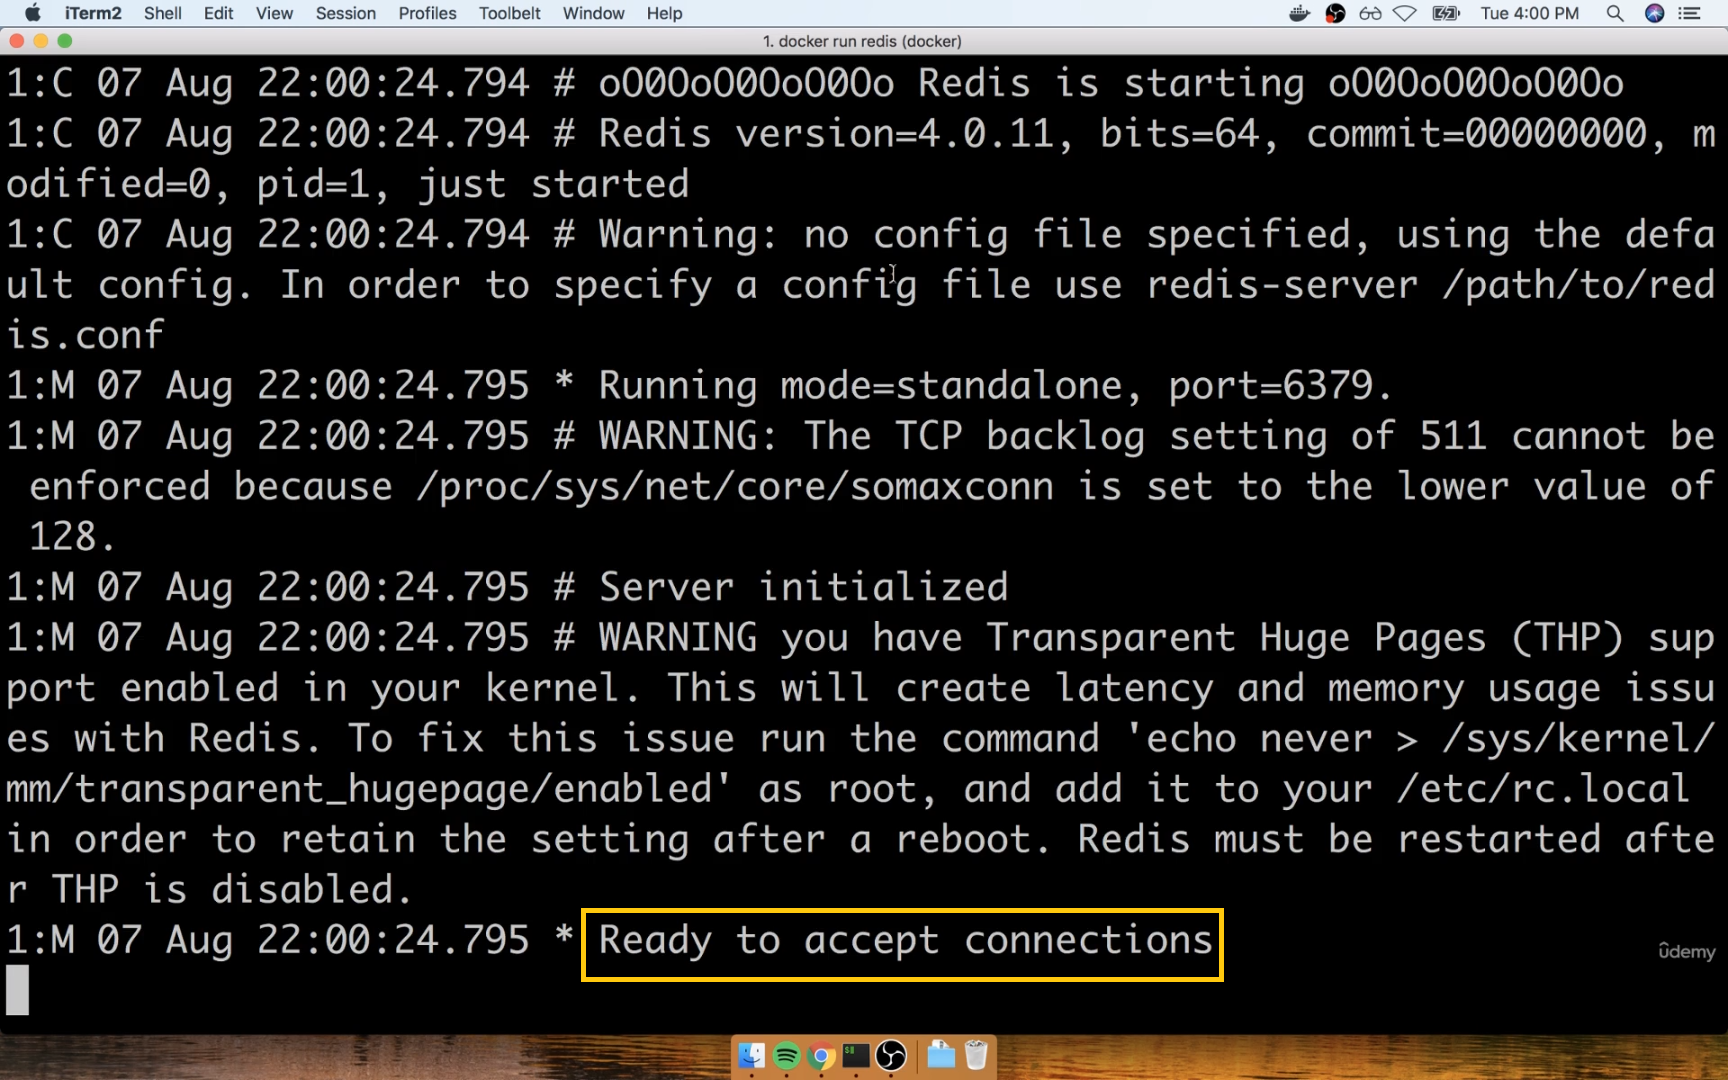 iTerm2 Shell Edit View Session Profiles Toolbelt Window Help Tue 4:00 PM
1. docker run redis (docker)
1:C 07 Aug 22:00:24.794 # oO0OoO0OoO0Oo Redis is starting oO0OoO0OoO0Oo
1:C 07 Aug 22:00:24.794 # Redis version=4.0.11, bits=64, commit=00000000, m
odified=0, pid=1, just started
1:C 07 Aug 22:00:24.794 # Warning: no config file specified, using the defa
ult config. In order to specify a config file use redis-server /path/to/red
is.conf
1:M 07 Aug 22:00:24.795 * Running mode=standalone, port=6379.
1:M 07 Aug 22:00:24.795 # WARNING: The TCP backlog setting of 511 cannot be
enforced because /proc/sys/net/core/somaxconn is set to the lower value of
128.
1:M 07 Aug 22:00:24.795 # Server initialized
1:M 07 Aug 22:00:24.795 # WARNING you have Transparent Huge Pages (THP) sup
port enabled in your kernel. This will create latency and memory usage issu
es with Redis. To fix this issue run the command 'echo never > /sys/kernel/
mm/transparent_hugepage/enabled' as root, and add it to your /etc/rc.local
in order to retain the setting after a reboot. Redis must be restarted afte
r THP is disabled.
1:M 07 Aug 22:00:24.795 * Ready to accept connections
ûdemy